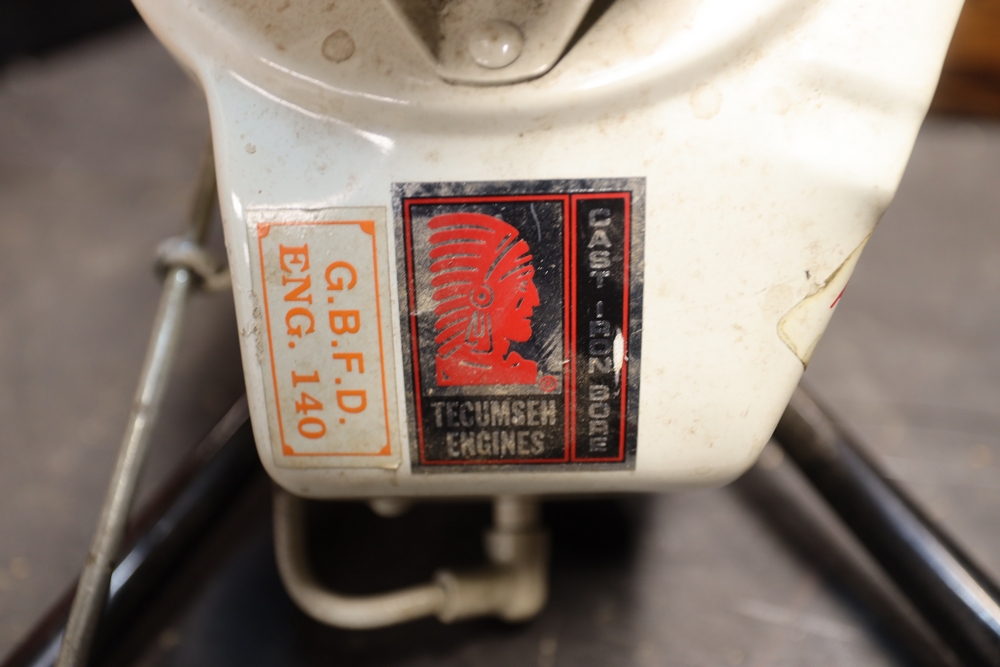 G.B.F.D.
ENG. 140
TECUMSEH
ENGINES
®
CAST IRON BORE